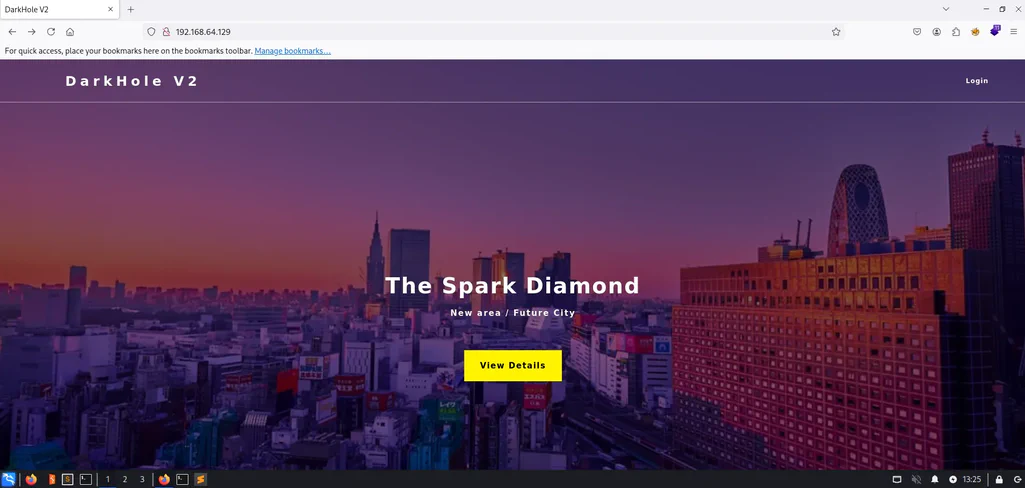 DarkHole V2
192.168.64.129
For quick access, place your bookmarks here on the bookmarks toolbar. Manage bookmarks...
DarkHole V2
Login
The Spark Diamond
New area / Future City
View Details
1 2 3
13:25